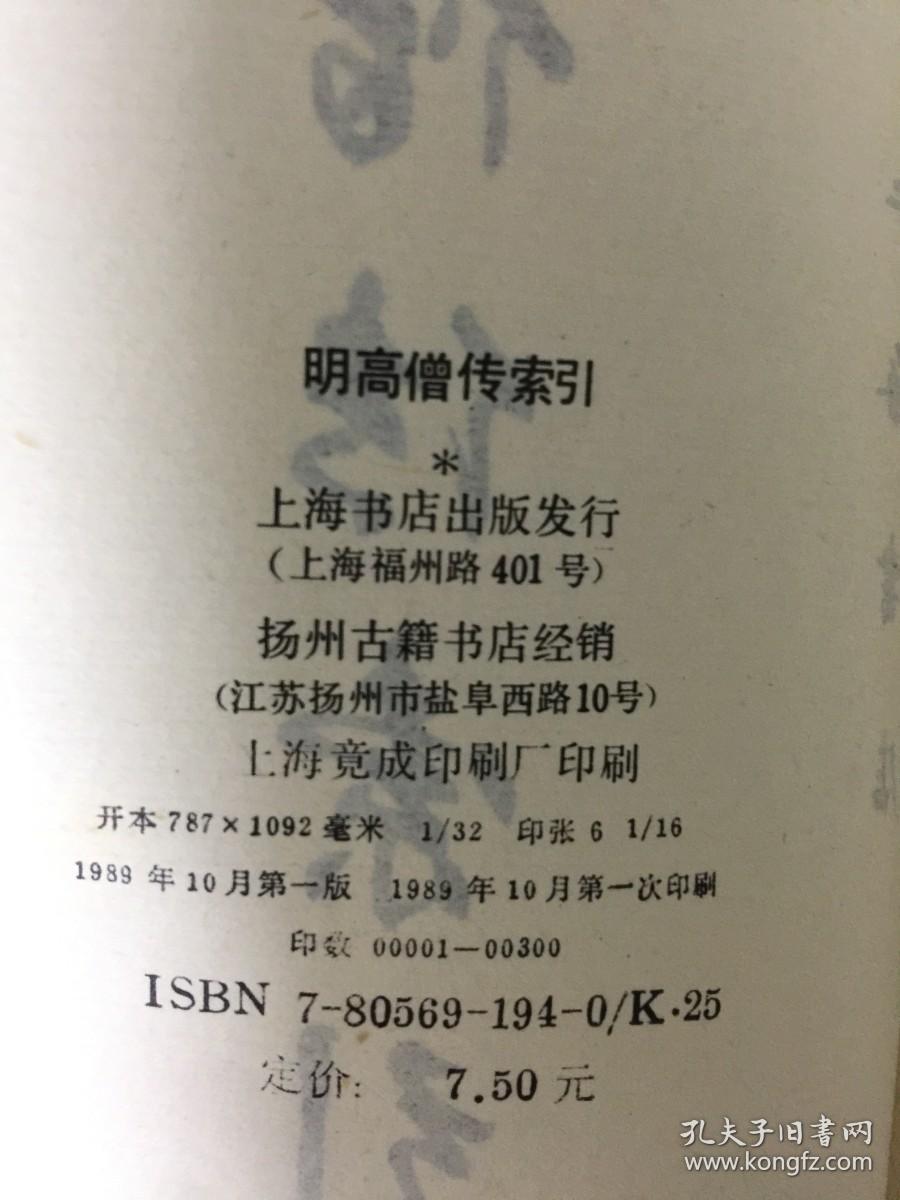 明高僧传索引
*
上海书店出版发行
(上海福州路 401 号)
扬州古籍书店经销
(江苏扬州市盐阜西路10号)
上海竟成印刷厂印刷
开本 787×1092 毫米 1/32 印张 6 1/16
1989 年 10 月第一版 1989 年 10 月第一次印刷
印数 00001—00300
ISBN 7-80569-194-0/K·25
定价: 7.50 元
孔夫子旧书网
www.kongfz.com